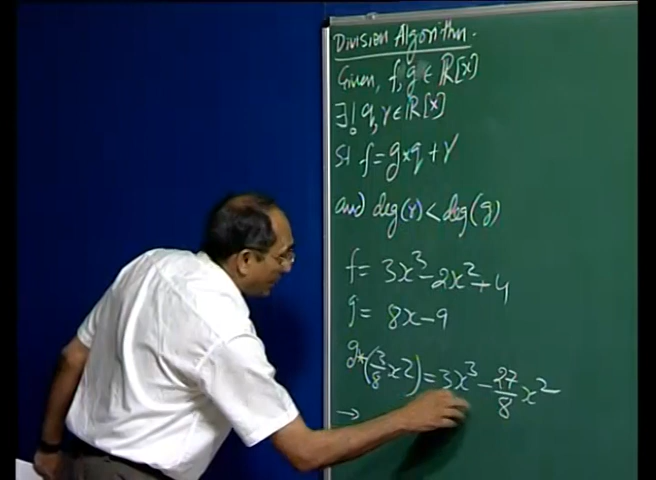 Division Algorithm.
Given, f, g ∈ ℝ[x]
∃! q, r ∈ ℝ[x]
St f = g*q + r
and deg(r) < deg(g)
f = 3x³ - 2x² + 4
g = 8x - 9
g*(3/8 x²) = 3x³ - 27/8 x²
→